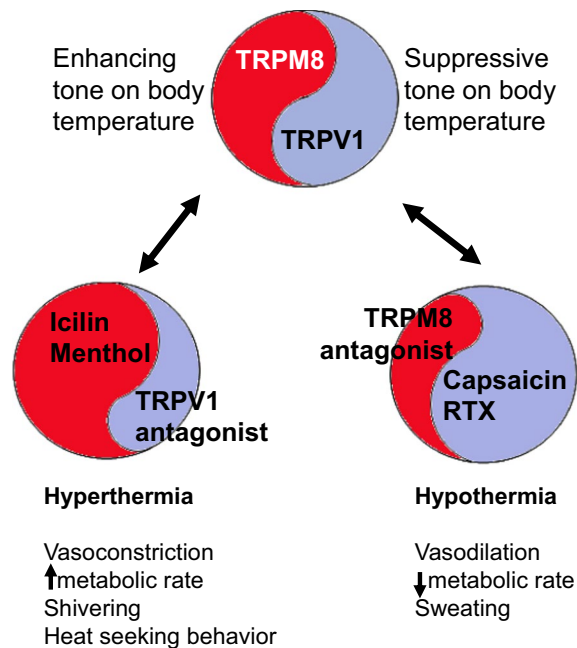 Enhancing
tone on body
temperature
TRPM8
TRPV1
Suppressive
tone on body
temperature
Icilin
Menthol
TRPV1
antagonist
TRPM8
antagonist
Capsaicin
RTX
Hyperthermia
Vasoconstriction
metabolic rate
Shivering
Heat seeking behavior
Hypothermia
Vasodilation
metabolic rate
Sweating